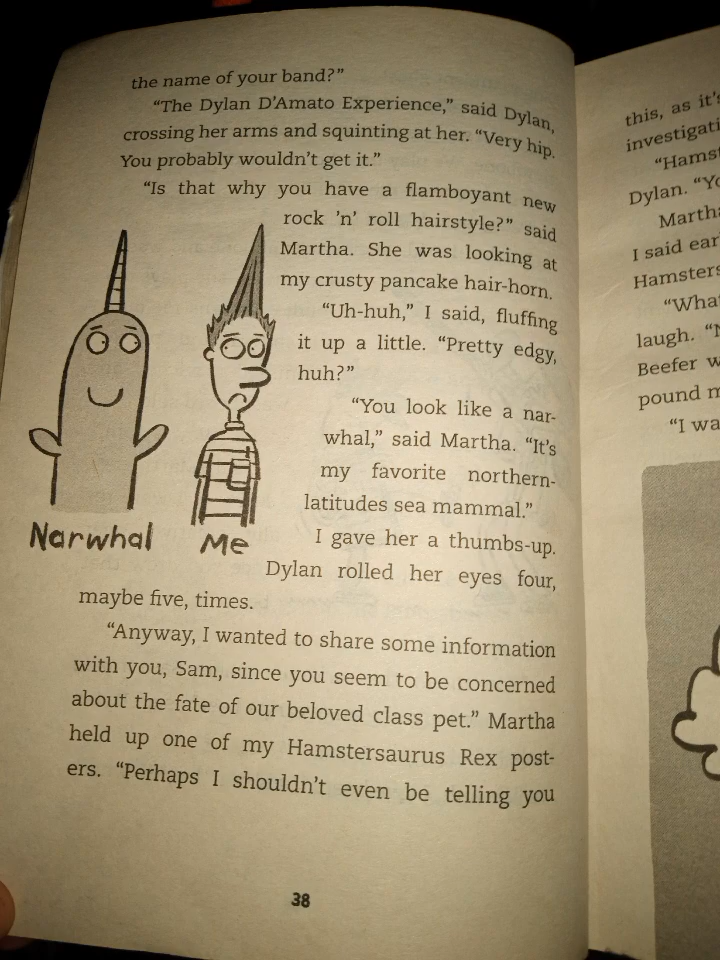 the name of your band?”
“The Dylan D’Amato Experience,” said Dylan,
crossing her arms and squinting at her. “Very hip.
You probably wouldn’t get it.”
“Is that why you have a flamboyant new
rock ’n’ roll hairstyle?” said
Martha. She was looking at
my crusty pancake hair-horn.
“Uh-huh,” I said, fluffing
it up a little. “Pretty edgy,
huh?”
“You look like a nar-
whal,” said Martha. “It’s
my favorite northern-
latitudes sea mammal.”
I gave her a thumbs-up.
Dylan rolled her eyes four,
maybe five, times.
Narwhal
Me
“Anyway, I wanted to share some information
with you, Sam, since you seem to be concerned
about the fate of our beloved class pet.” Martha
held up one of my Hamstersaurus Rex post-
ers. “Perhaps I shouldn’t even be telling you
38
this, as it’s
investigati
“Hamst
Dylan. “Yo
Martha
I said ear
Hamsters
“What
laugh. “N
Beefer w
pound m
“I wa